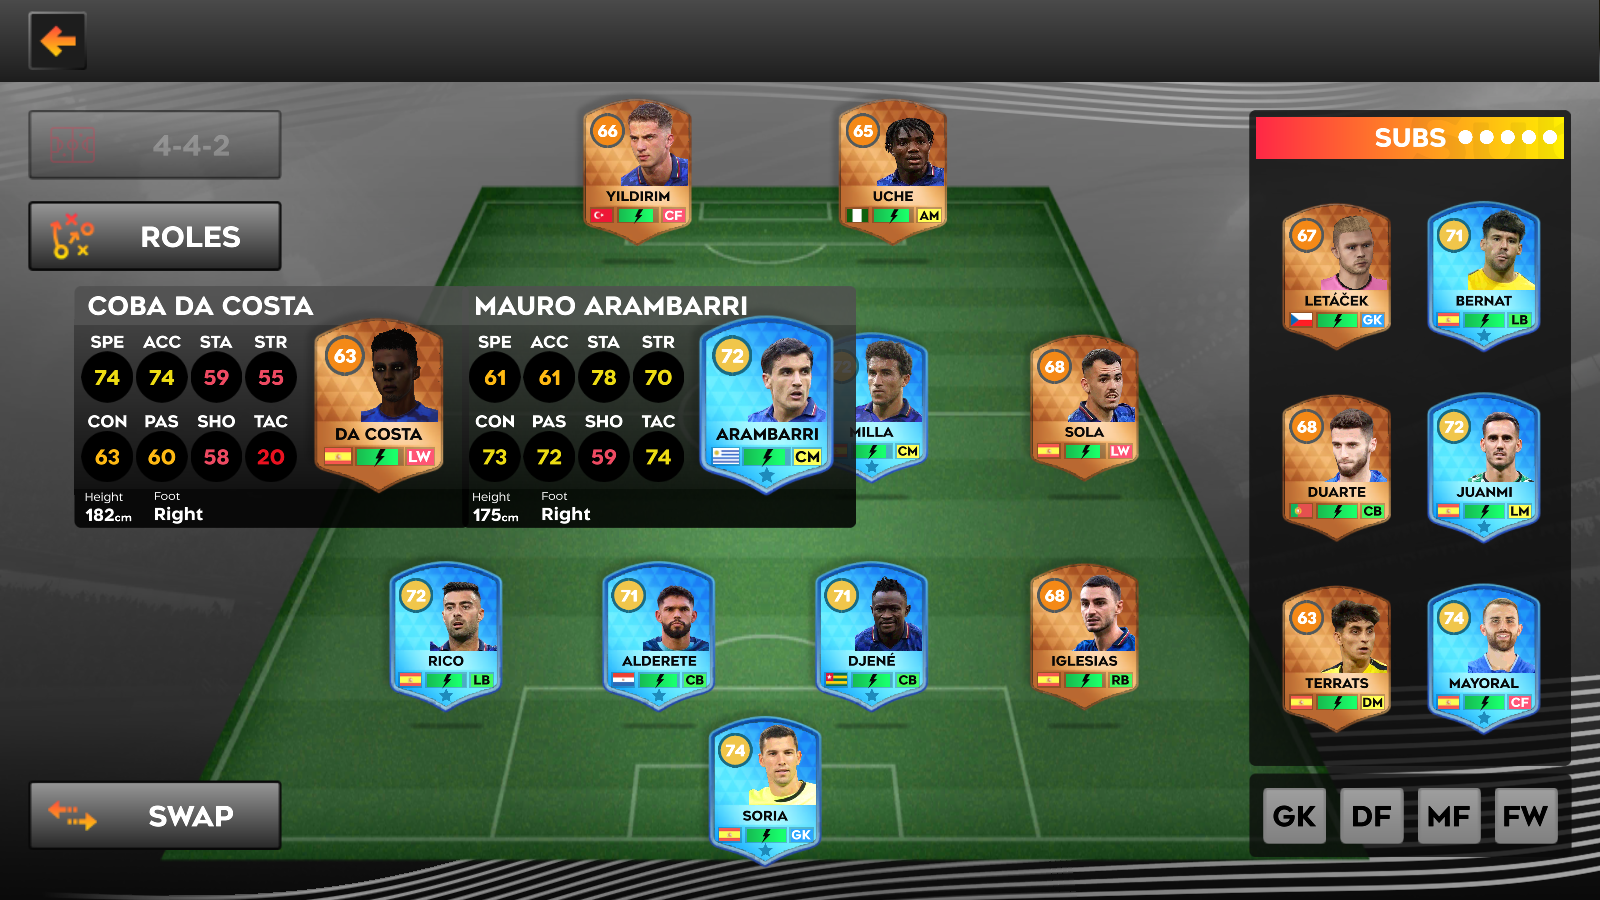 4-4-2
ROLES
SWAP
66
YILDIRIM
CF
65
UCHE
AM
COBA DA COSTA
SPE ACC STA STR
74 74 59 55
CON PAS SHO TAC
63 60 58 20
Height Foot
182cm Right
63
DA COSTA
LW
MAURO ARAMBARRI
SPE ACC STA STR
61 61 78 70
CON PAS SHO TAC
73 72 59 74
Height Foot
175cm Right
72
ARAMBARRI
CM
72
MILLA
CM
68
SOLA
LW
72
RICO
LB
71
ALDERETE
CB
71
DJENÉ
CB
68
IGLESIAS
RB
74
SORIA
GK
SUBS
67
LETÁČEK
GK
71
BERNAT
LB
68
DUARTE
CB
72
JUANMI
LM
63
TERRATS
DM
74
MAYORAL
CF
GK DF MF FW